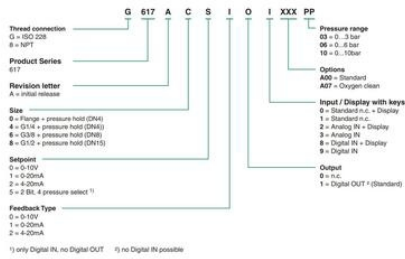 G 617 A C S I O I XXX PP
Thread connection
G = ISO 228
8 = NPT
Product Series
617
Revision letter
A = initial release
Size
0 = Flange + pressure hold (DN4)
4 = G1/4 + pressure hold (DN4)
6 = G3/8 + pressure hold (DN8)
8 = G1/2 + pressure hold (DN15)
Setpoint
0 = 0-10V
1 = 0-20mA
2 = 4-20mA
5 = 2 Bit, 4 pressure select ¹⁾
Feedback Type
0 = 0-10V
1 = 0-20mA
2 = 4-20mA
Pressure range
03 = 0...3 bar
06 = 0...6 bar
10 = 0...10bar
Options
A00 = Standard
A07 = Oxygen clean
Input / Display with keys
0 = Standard n.c. + Display
1 = Standard n.c.
2 = Analog IN + Display
3 = Analog IN
8 = Digital IN + Display
9 = Digital IN
Output
0 = n.c.
1 = Digital OUT ² (Standard)
¹) only Digital IN, no Digital OUT ²) no Digital IN possible